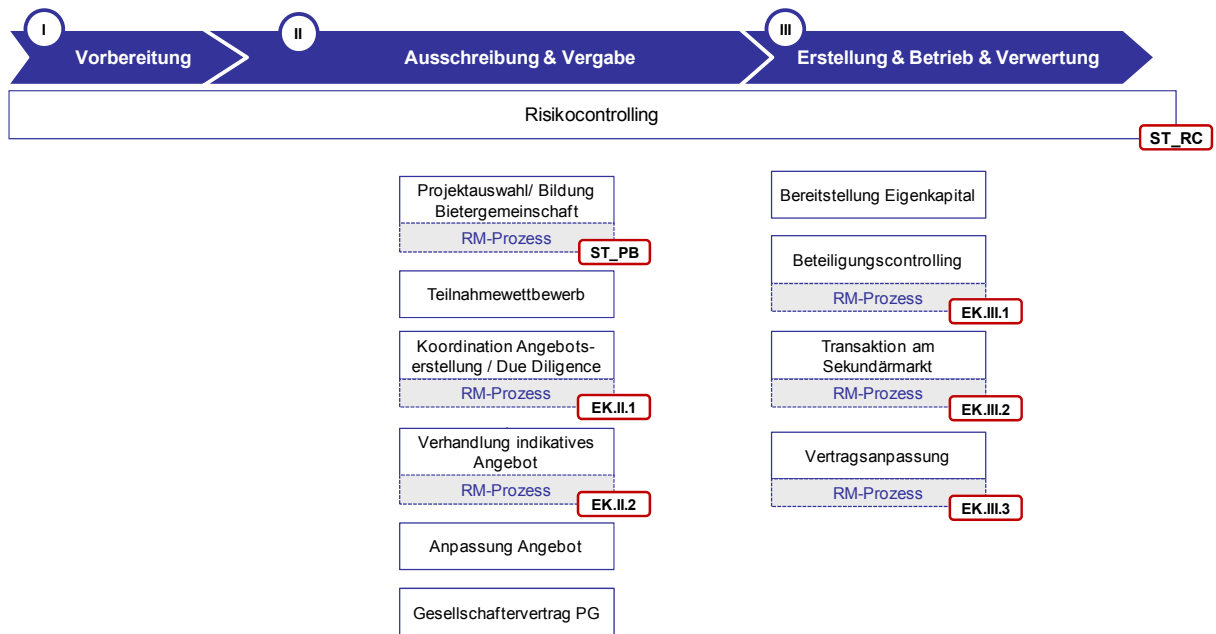 I
II
III
Vorbereitung
Ausschreibung & Vergabe
Erstellung & Betrieb & Verwertung
Risikocontrolling
ST_RC
Projektauswahl/ Bildung
Bietergemeinschaft
RM-Prozess
ST_PB
Teilnahmewettbewerb
Koordination Angebots-
erstellung / Due Diligence
RM-Prozess
EK.II.1
Verhandlung indikatives
Angebot
RM-Prozess
EK.II.2
Anpassung Angebot
Gesellschaftervertrag PG
Bereitstellung Eigenkapital
Beteiligungscontrolling
RM-Prozess
EK.III.1
Transaktion am
Sekundärmarkt
RM-Prozess
EK.III.2
Vertragsanpassung
RM-Prozess
EK.III.3